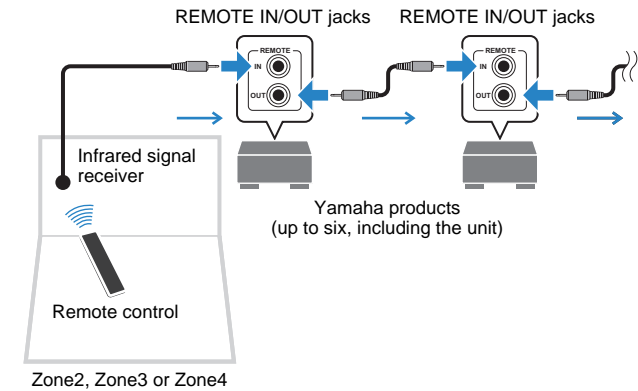 REMOTE IN/OUT jacks
REMOTE IN/OUT jacks
REMOTE
IN
OUT
REMOTE
IN
OUT
Infrared signal
receiver
Yamaha products
(up to six, including the unit)
Remote control
Zone2, Zone3 or Zone4